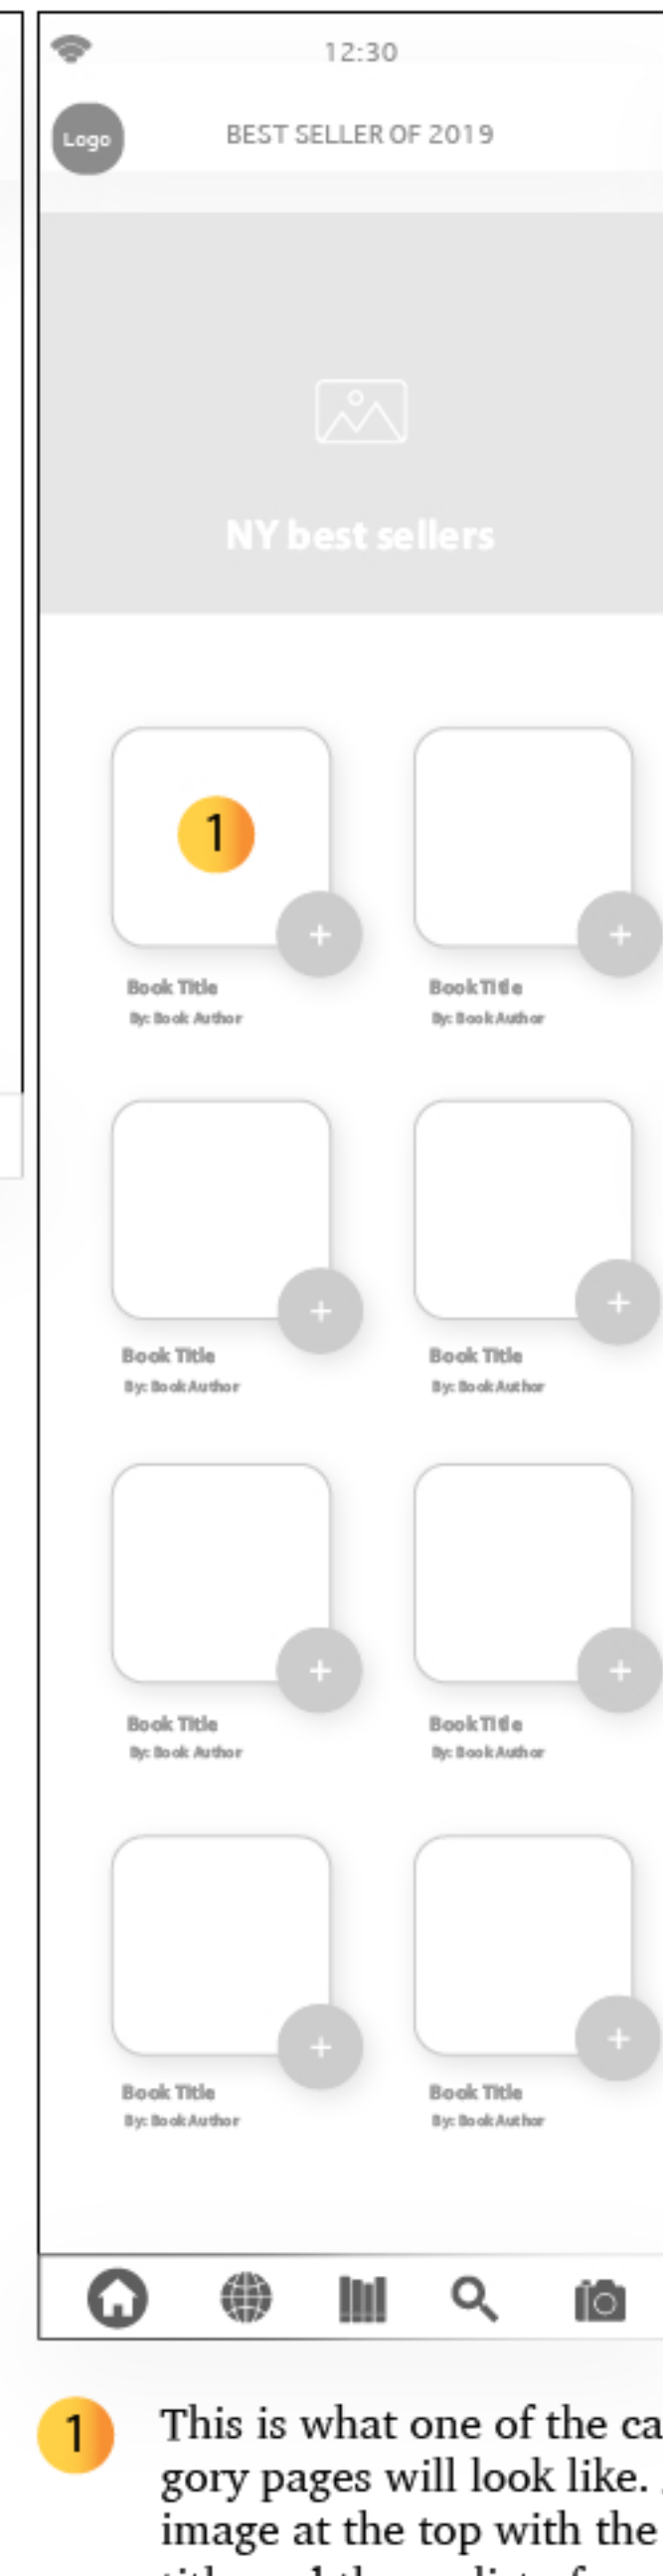 12:30
Logo
BEST SELLER OF 2019
NY best sellers
1
+ +
Book Title Book Title
By: Book Author By: Book Author
+ +
Book Title Book Title
By: Book Author By: Book Author
+ +
Book Title Book Title
By: Book Author By: Book Author
+ +
Book Title Book Title
By: Book Author By: Book Author
1 This is what one of the ca
gory pages will look like.
image at the top with the